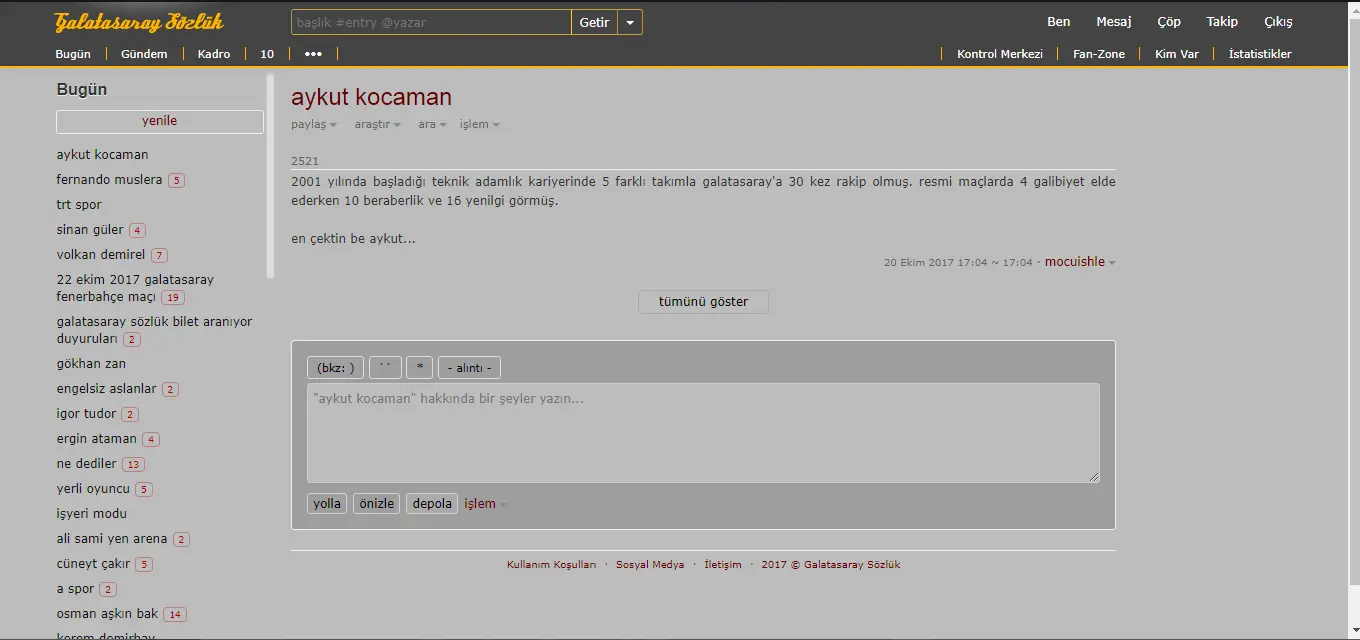 Galatasaray Sözlük
başlık #entry @yazar
Getir
Ben Mesaj Çöp Takip Çıkış
Bugün Gündem Kadro 10 •••
Kontrol Merkezi Fan-Zone Kim Var İstatistikler
Bugün
yenile
aykut kocaman
fernando muslera 5
trt spor
sinan güler 4
volkan demirel 7
22 ekim 2017 galatasaray
fenerbahçe maçı 19
galatasaray sözlük bilet aranıyor
duyuruları 2
gökhan zan
engelsiz aslanlar 2
igor tudor 2
ergin ataman 4
ne dediler 13
yerli oyuncu 5
işyeri modu
ali sami yen arena 2
cüneyt çakır 5
a spor 2
osman aşkın bak 14
kerem demirbay
aykut kocaman
paylaş araştır ara işlem
2521
2001 yılında başladığı teknik adamlık kariyerinde 5 farklı takımla galatasaray'a 30 kez rakip olmuş. resmi maçlarda 4 galibiyet elde
ederken 10 beraberlik ve 16 yenilgi görmüş.
en çektin be aykut...
20 Ekim 2017 17:04 ~ 17:04 · mocuishle
tümünü göster
(bkz: ) `` * - alıntı -
"aykut kocaman" hakkında bir şeyler yazın...
yolla önizle depola işlem
Kullanım Koşulları · Sosyal Medya · İletişim · 2017 © Galatasaray Sözlük